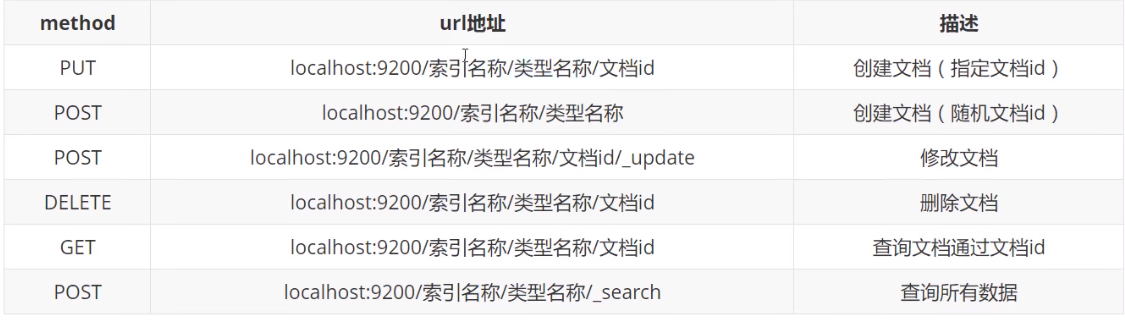 method url地址 描述
PUT localhost:9200/索引名称/类型名称/文档id 创建文档（指定文档id）
POST localhost:9200/索引名称/类型名称 创建文档（随机文档id）
POST localhost:9200/索引名称/类型名称/文档id/_update 修改文档
DELETE localhost:9200/索引名称/类型名称/文档id 删除文档
GET localhost:9200/索引名称/类型名称/文档id 查询文档通过文档id
POST localhost:9200/索引名称/类型名称/_search 查询所有数据